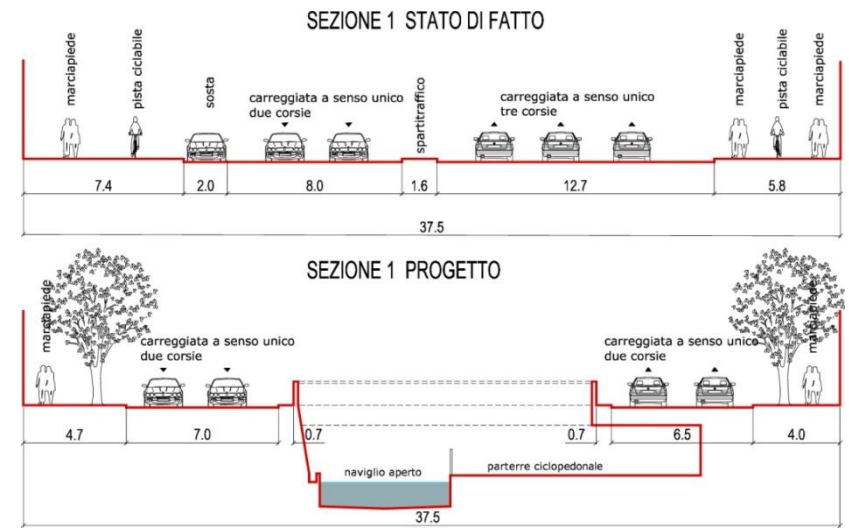 SEZIONE 1 STATO DI FATTO
marciapiede
pista ciclabile
sosta
carreggiata a senso unico
due corsie
spartitraffico
carreggiata a senso unico
tre corsie
marciapiede
pista ciclabile
marciapiede
7.4
2.0
8.0
1.6
12.7
5.8
37.5
SEZIONE 1 PROGETTO
marciapiede
carreggiata a senso unico
due corsie
carreggiata a senso unico
due corsie
marciapiede
4.7
7.0
0.7
0.7
6.5
4.0
naviglio aperto
parterre ciclopedonale
37.5